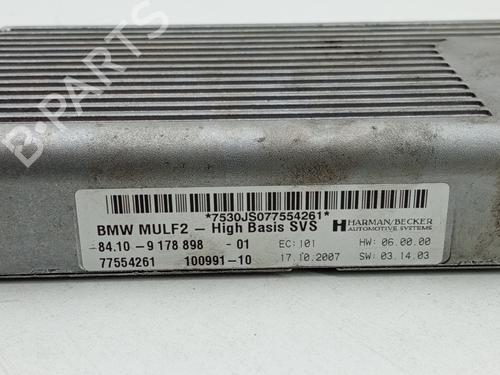 B-PARTS
*7530JS077554261*
BMW MULF2 – High Basis SVS
HARMAN/BECKER
AUTOMOTIVE SYSTEMS
84.10 – 9 178 898 - 01 EC: 101 HW: 06.00.00
77554261 100991-10 17.10.2007 SW: 03.14.03